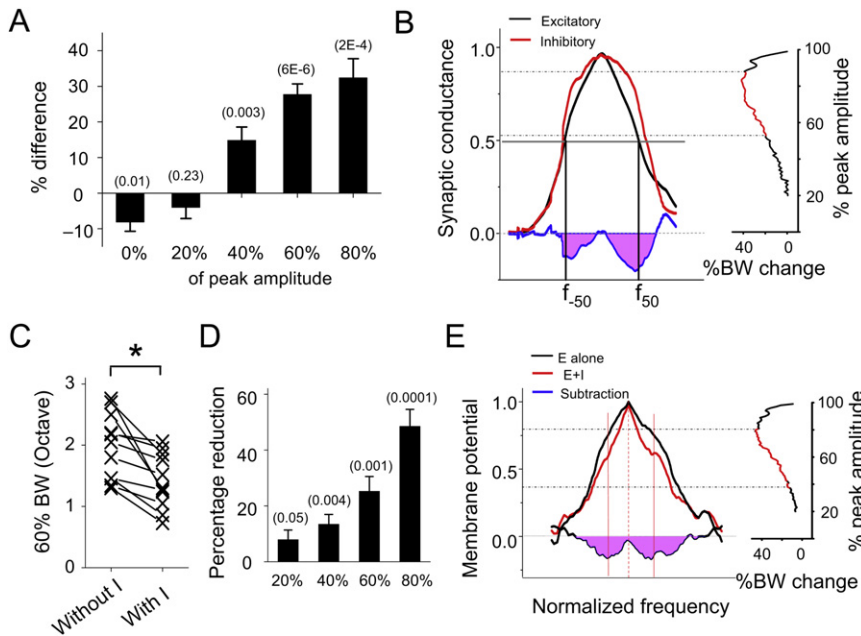 A
% difference
40
30
20
10
0
−10
(0.01)
(0.23)
(0.003)
(6E-6)
(2E-4)
0% 20% 40% 60% 80%
of peak amplitude
B
Excitatory
Inhibitory
Synaptic conductance
1.0
0.5
0.0
f-50 f50
100
80
60
40
20
% peak amplitude
40 0
%BW change
C
*
60% BW (Octave)
3
2
1
0
Without I With I
D
Percentage reduction
60
40
20
0
(0.05)
(0.004)
(0.001)
(0.0001)
20% 40% 60% 80%
E
E alone
E+I
Subtraction
Membrane potential
1.0
0.5
0.0
Normalized frequency
100
80
60
40
20
% peak amplitude
40 0
%BW change